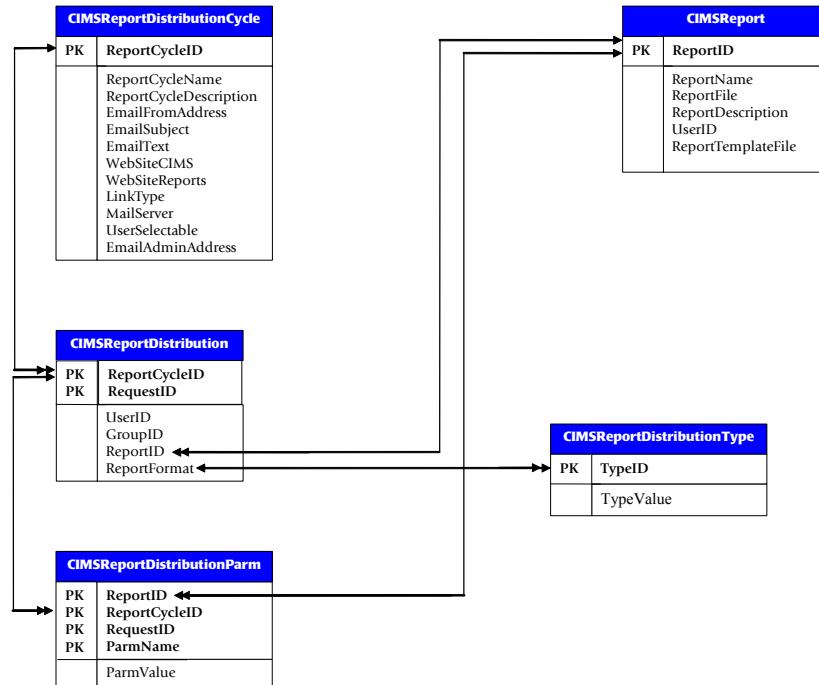 CIMSReportDistributionCycle
PK ReportCycleID
ReportCycleName
ReportCycleDescription
EmailFromAddress
EmailSubject
EmailText
WebSiteCIMS
WebSiteReports
LinkType
MailServer
UserSelectable
EmailAdminAddress
CIMSReport
PK ReportID
ReportName
ReportFile
ReportDescription
UserID
ReportTemplateFile
CIMSReportDistribution
PK ReportCycleID
PK RequestID
UserID
GroupID
ReportID
ReportFormat
CIMSReportDistributionType
PK TypeID
TypeValue
CIMSReportDistributionParm
PK ReportID
PK ReportCycleID
PK RequestID
PK ParmName
ParmValue